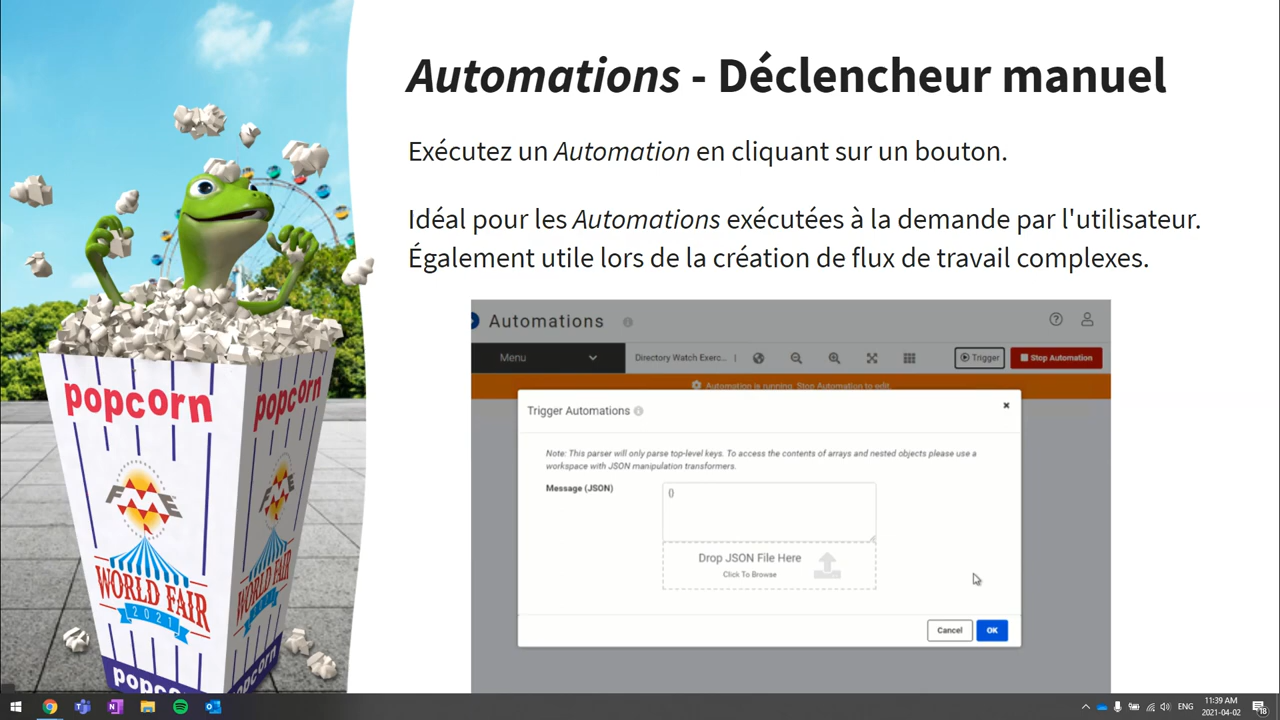 Automations - Déclencheur manuel
Exécutez un Automation en cliquant sur un bouton.
Idéal pour les Automations exécutées à la demande par l'utilisateur.
Également utile lors de la création de flux de travail complexes.
Automations
Menu
Directory Watch Exerc...
Trigger
Stop Automation
Automation is running. Stop Automation to edit.
Trigger Automations
Note: This parser will only parse top-level keys. To access the contents of arrays and nested objects please use a
workspace with JSON manipulation transformers.
Message (JSON)
{}
Drop JSON File Here
Click To Browse
Cancel
OK
popcorn
popcorn
FME
FME
WORLD FAIR
2021
WORLD FAIR
2021
ENG
11:39 AM
2021-04-02
18